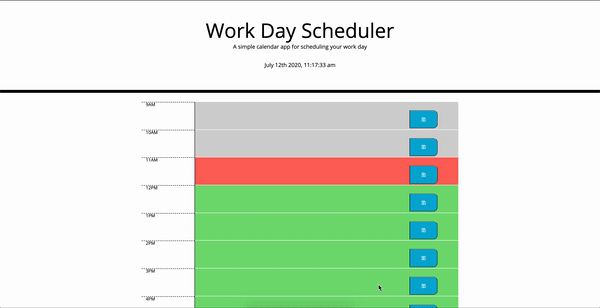 Work Day Scheduler
A simple calendar app for scheduling your work day
July 12th 2020, 11:17:33 am
9AM
10AM
11AM
12PM
1PM
2PM
3PM
4PM